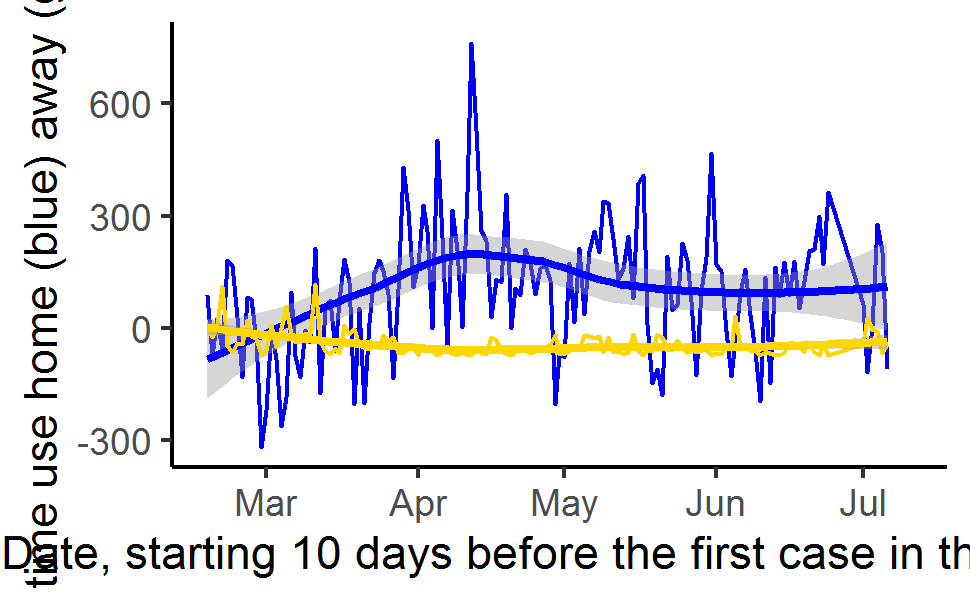 time use home (blue) away (
600
300
0
-300
Mar Apr May Jun Jul
Date, starting 10 days before the first case in th